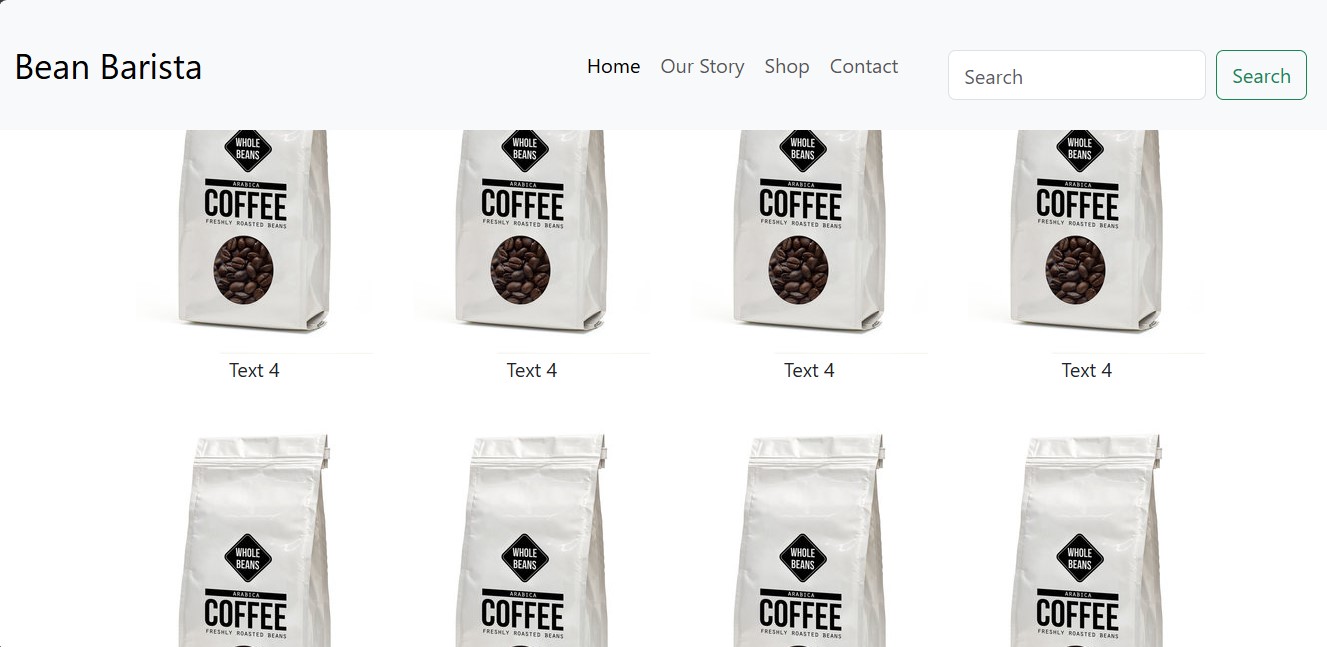 Bean Barista
Home
Our Story
Shop
Contact
Search
Search
WHOLE
BEANS
ARABICA
COFFEE
FRESHLY ROASTED BEANS
WHOLE
BEANS
ARABICA
COFFEE
FRESHLY ROASTED BEANS
WHOLE
BEANS
ARABICA
COFFEE
FRESHLY ROASTED BEANS
WHOLE
BEANS
ARABICA
COFFEE
FRESHLY ROASTED BEANS
Text 4
Text 4
Text 4
Text 4
WHOLE
BEANS
ARABICA
COFFEE
FRESHLY ROASTED BEANS
WHOLE
BEANS
ARABICA
COFFEE
FRESHLY ROASTED BEANS
WHOLE
BEANS
ARABICA
COFFEE
FRESHLY ROASTED BEANS
WHOLE
BEANS
ARABICA
COFFEE
FRESHLY ROASTED BEANS